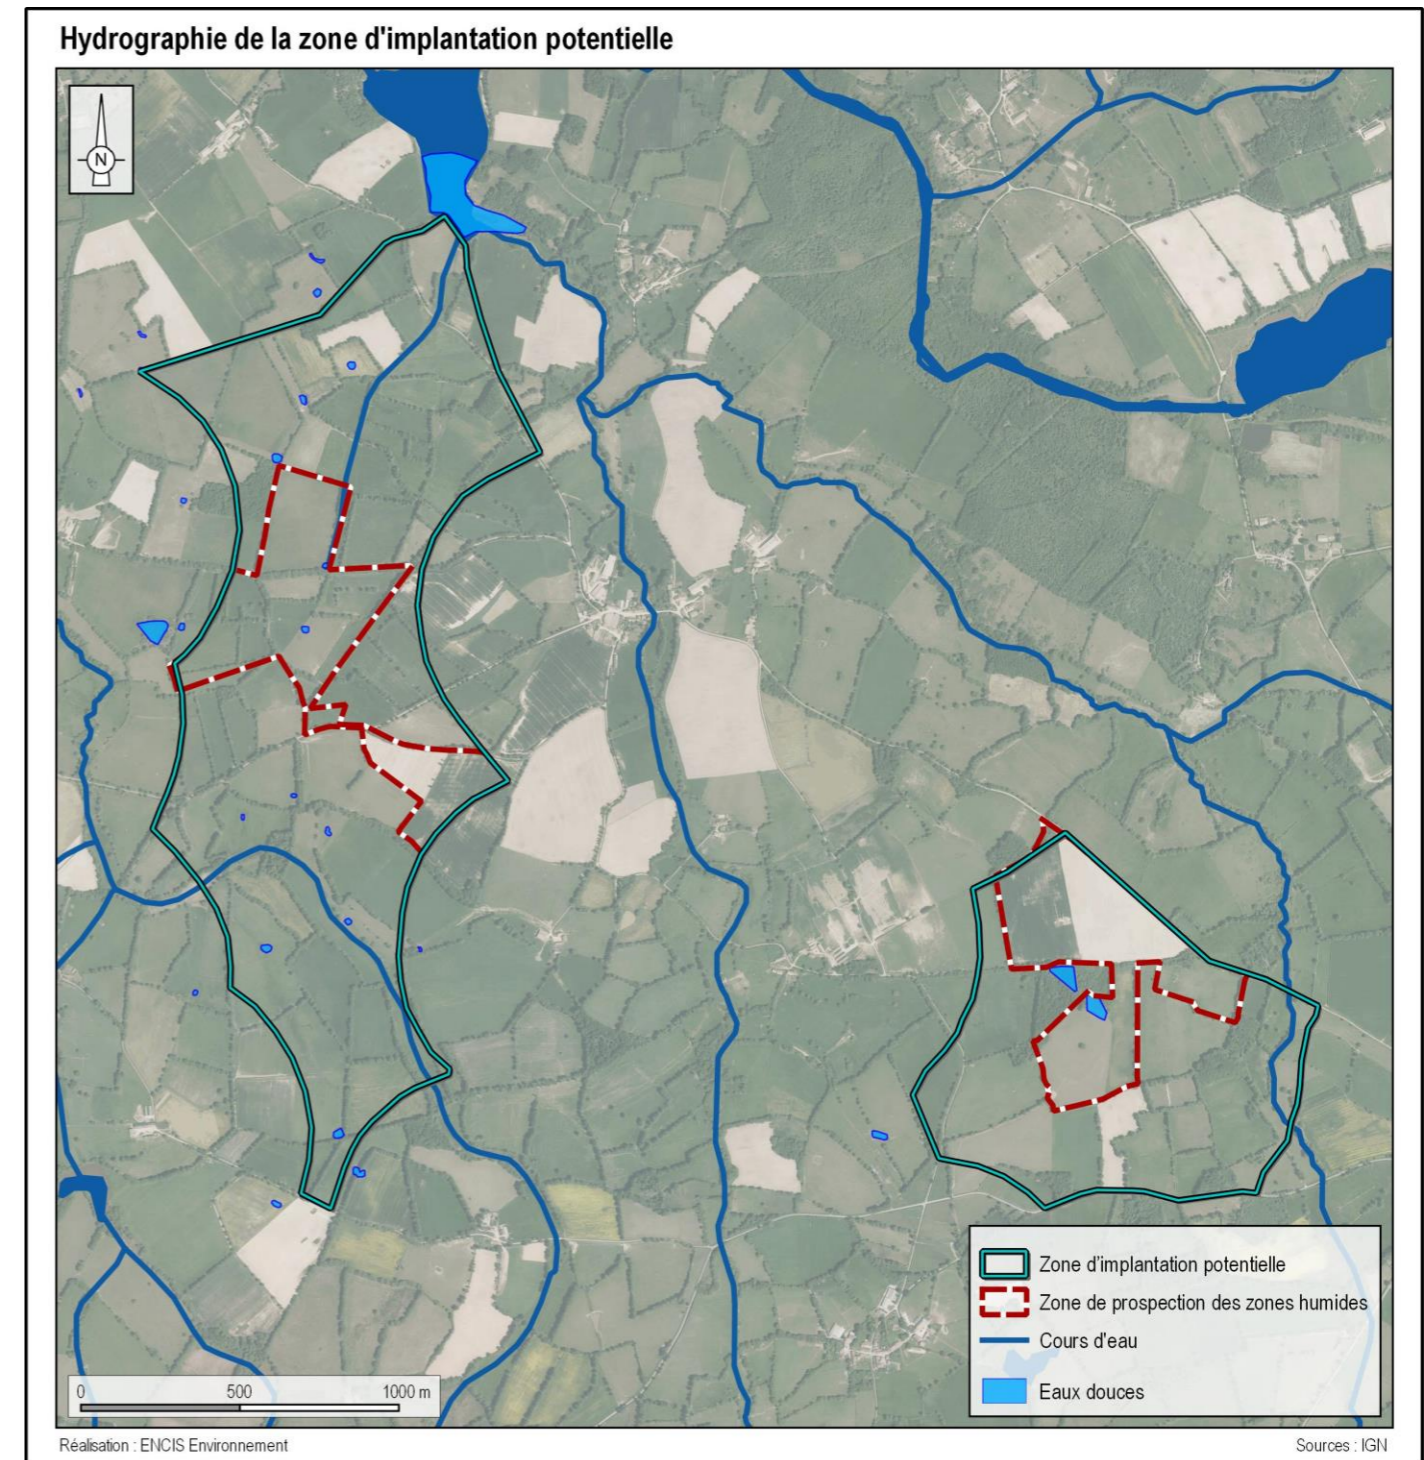 Hydrographie de la zone d'implantation potentielle
N
Zone d'implantation potentielle
Zone de prospection des zones humides
Cours d'eau
Eaux douces
0 500 1000 m
Réalisation : ENCIS Environnement
Sources : IGN